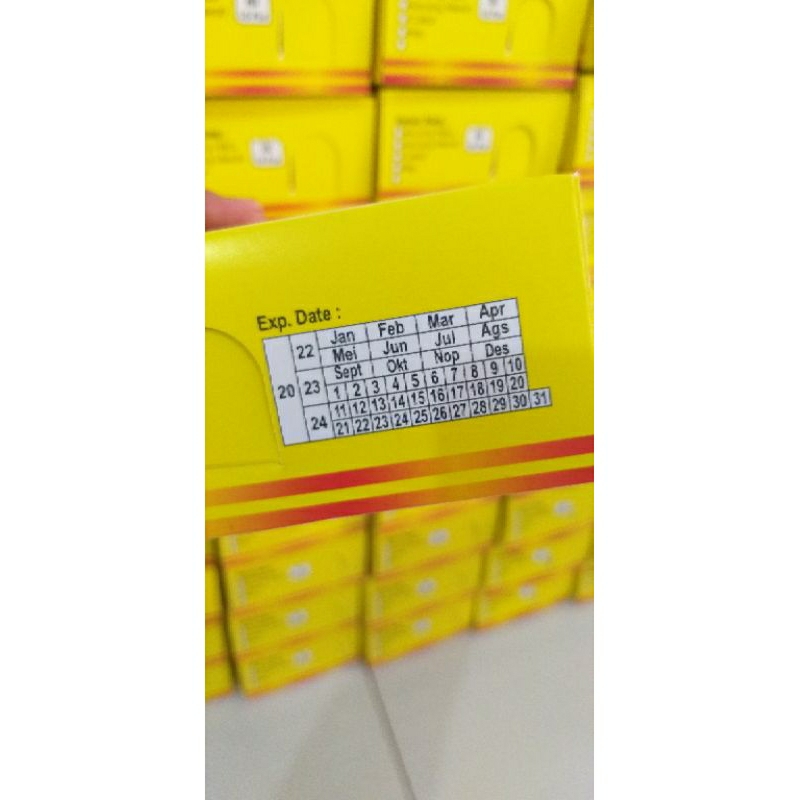 Exp. Date :
20
22 Jan Feb Mar Apr
Mei Jun Jul Ags
23 Sept Okt Nop Des
1 2 3 4 5 6 7 8 9 10
24 11 12 13 14 15 16 17 18 19 20
21 22 23 24 25 26 27 28 29 30 31